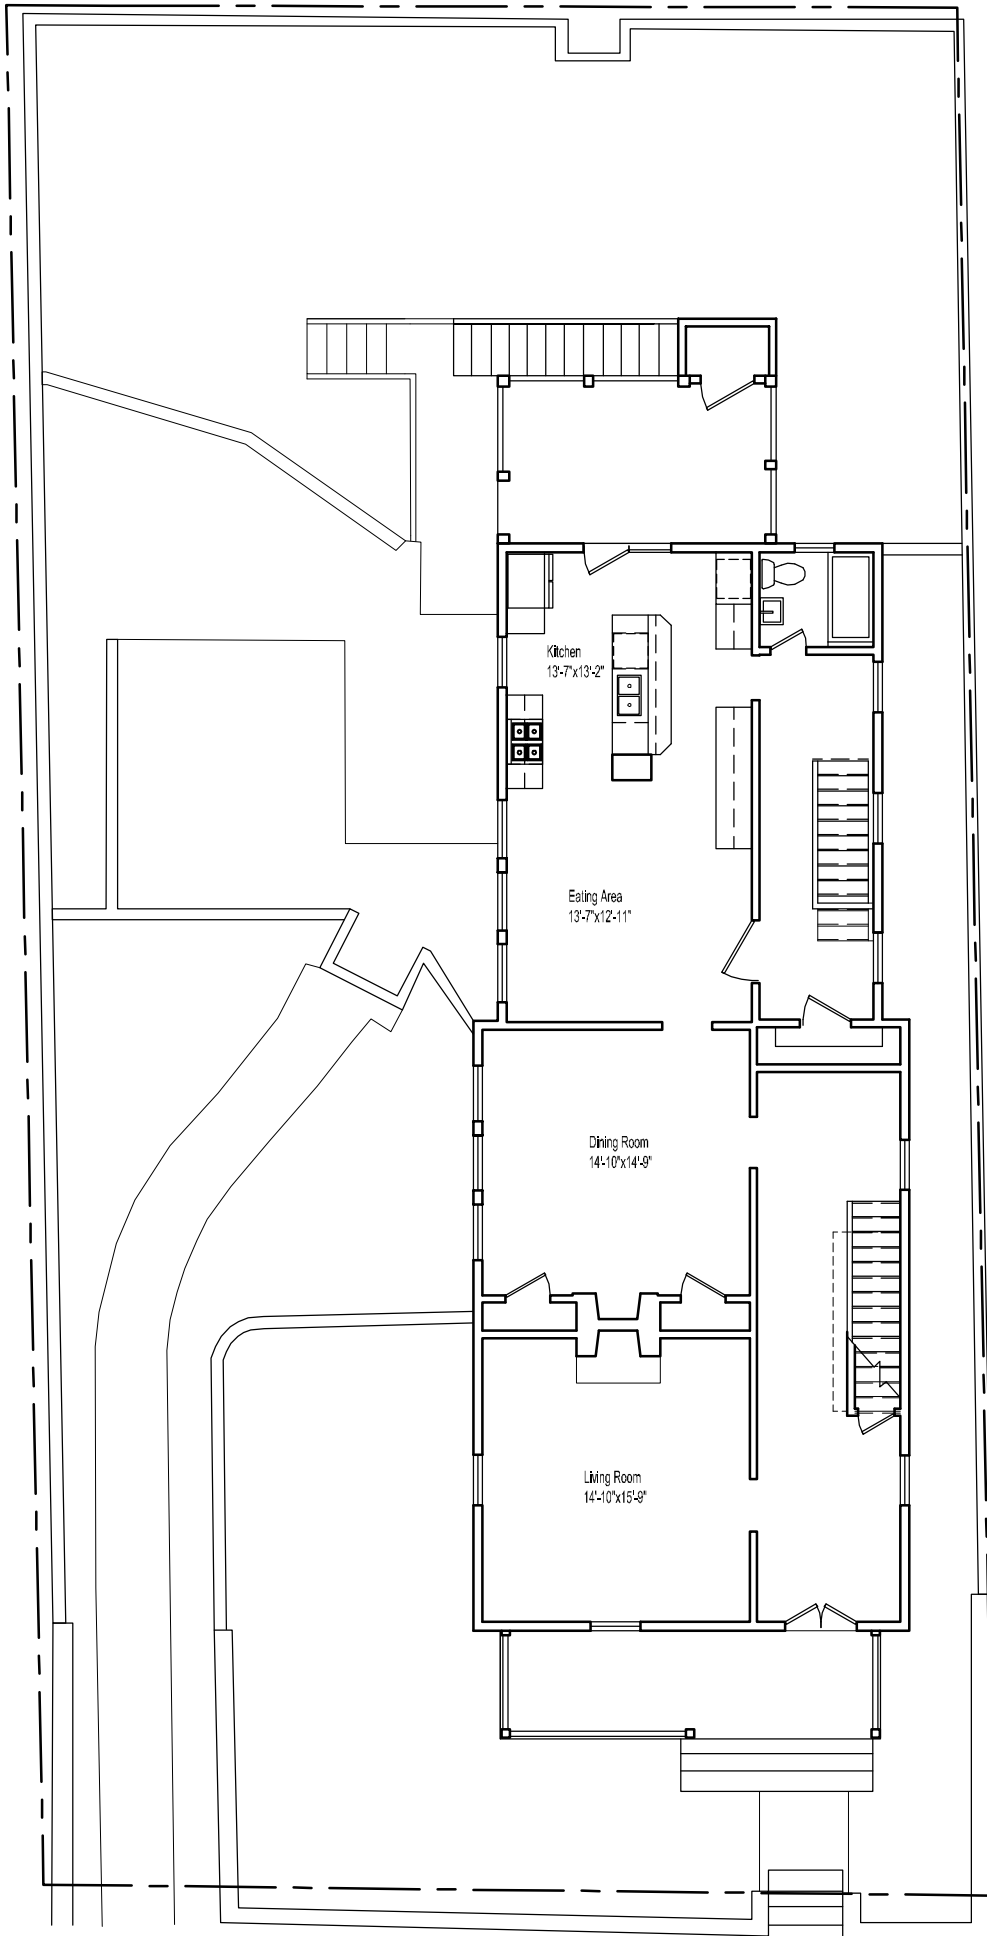 Kitchen
13'-7"x13'-2"
Eating Area
13'-7"x12'-11"
Dining Room
14'-10"x14'-9"
Living Room
14'-10"x15'-9"